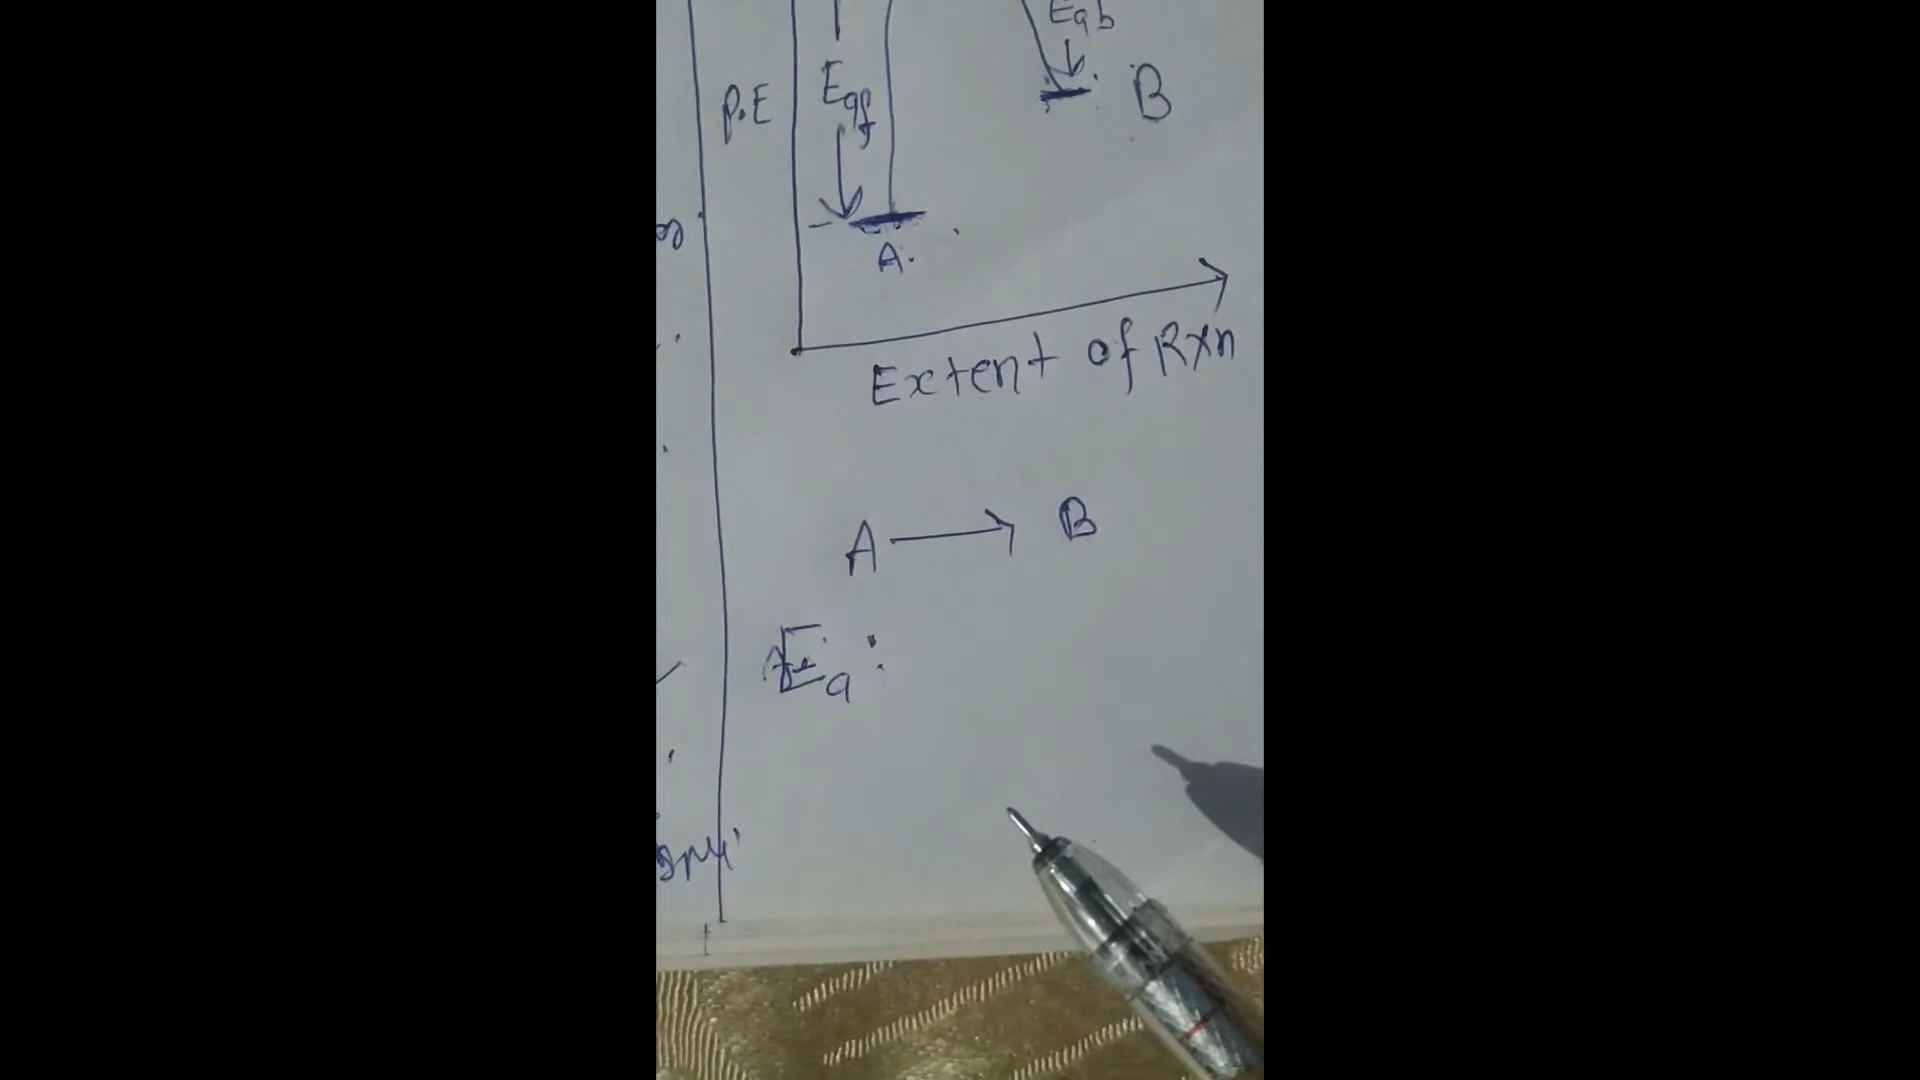 Eab
P.E
Eaf
B
A.
Extent of Rxn
A → B
Ea :